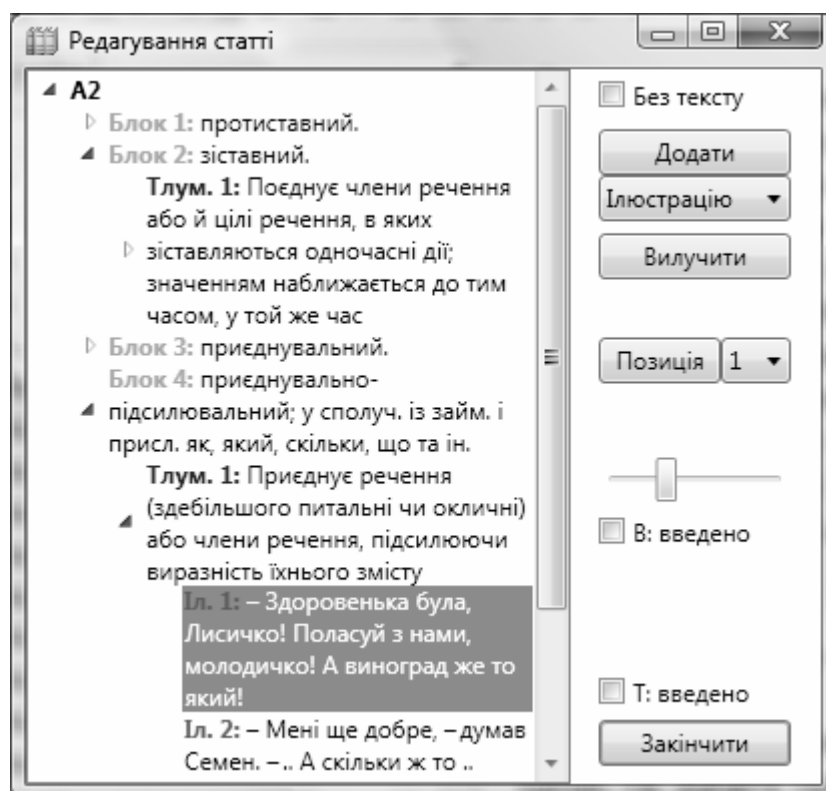 Редагування статті
А2
Блок 1: протиставний.
Блок 2: зіставний.
Тлум. 1: Поєднує члени речення
або й цілі речення, в яких
зіставляються одночасні дії;
значенням наближається до тим
часом, у той же час
Блок 3: приєднувальний.
Блок 4: приєднувально-
підсилювальний; у сполуч. із займ. і
присл. як, який, скільки, що та ін.
Тлум. 1: Приєднує речення
(здебільшого питальні чи окличні)
або члени речення, підсилюючи
виразність їхнього змісту
Іл. 1: – Здоровенька була,
Лисичко! Поласуй з нами,
молодичко! А виноград же то
який!
Іл. 2: – Мені ще добре, – думав
Семен. – .. А скільки ж то ..
Без тексту
Додати
Ілюстрацію
Вилучити
Позиція 1
В: введено
Т: введено
Закінчити